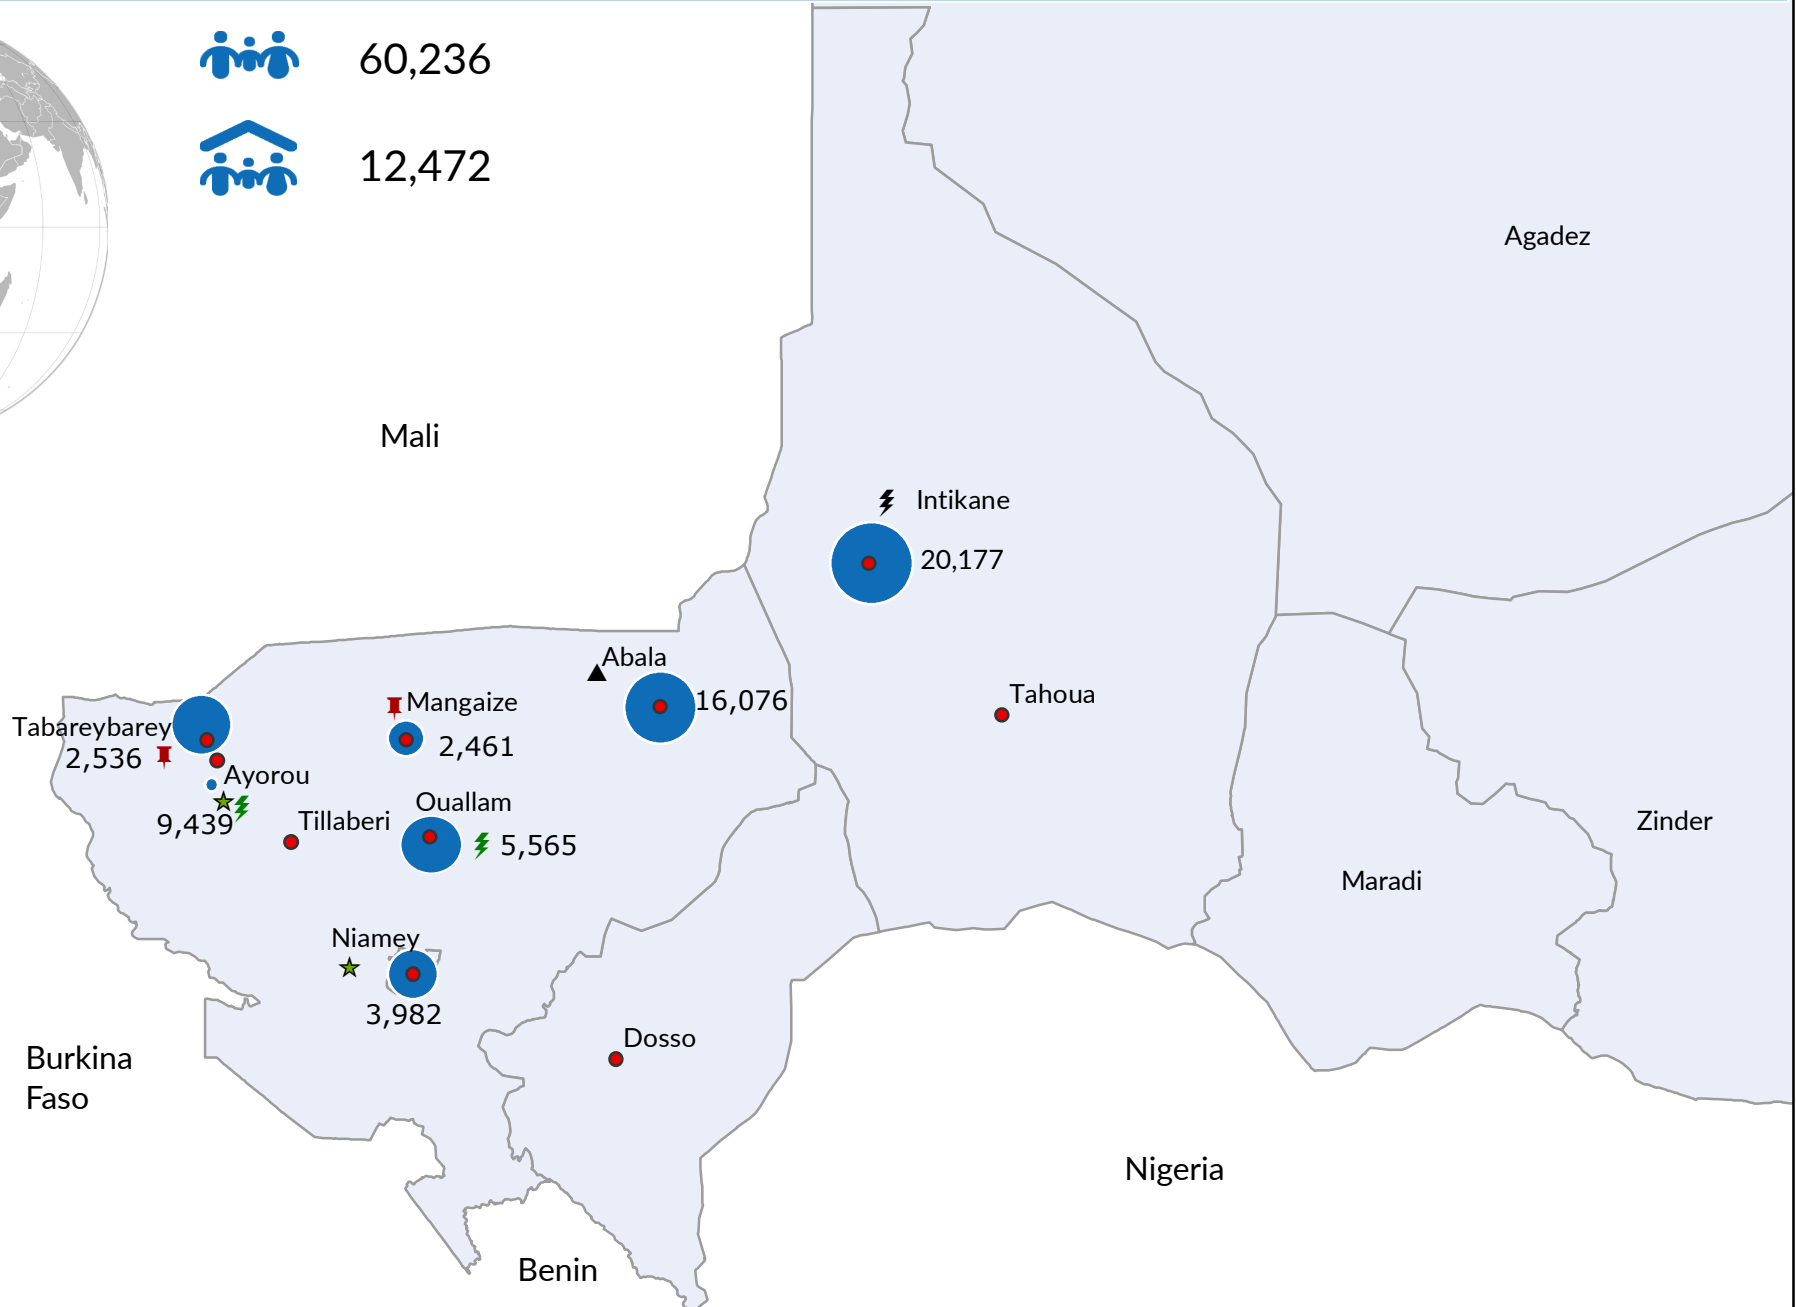 60,236
12,472
Agadez
Mali
Intikane
20,177
Abala
16,076
Tahoua
Mangaize
2,461
Tabareybarey
2,536
Ayorou
9,439
Tillaberi
Ouallam
5,565
Zinder
Maradi
Niamey
3,982
Dosso
Burkina
Faso
Nigeria
Benin